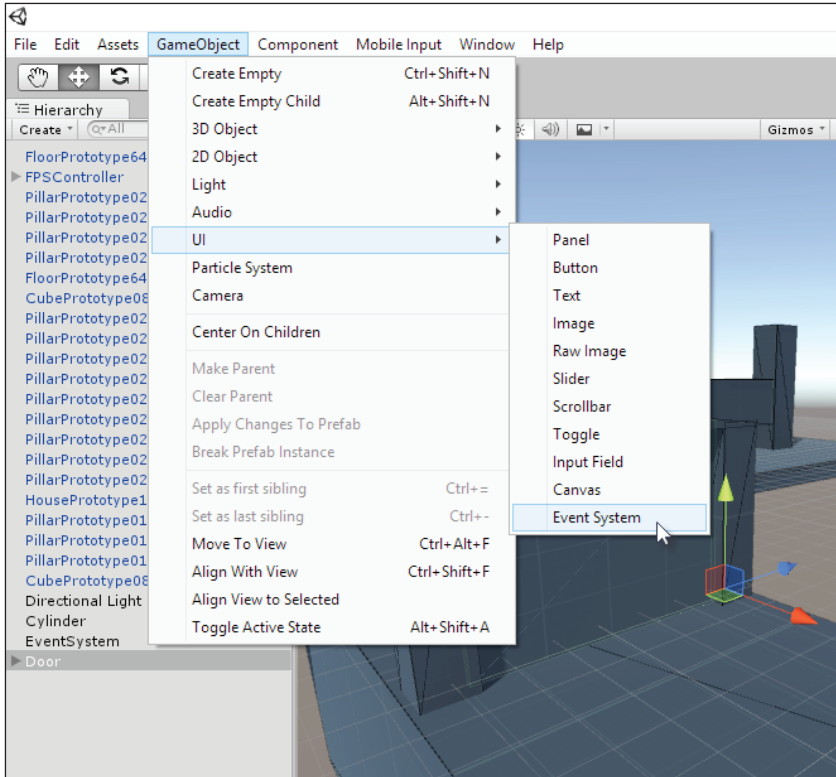 File Edit Assets GameObject Component Mobile Input Window Help
Hierarchy
Create All
Gizmos
FloorPrototype64
FPSController
PillarPrototype02
PillarPrototype02
PillarPrototype02
PillarPrototype02
FloorPrototype64
CubePrototype08
PillarPrototype02
PillarPrototype02
PillarPrototype02
PillarPrototype02
PillarPrototype02
PillarPrototype02
PillarPrototype02
PillarPrototype02
PillarPrototype02
HousePrototype1
PillarPrototype01
PillarPrototype01
PillarPrototype01
CubePrototype08
Directional Light
Cylinder
EventSystem
Door
Create Empty Ctrl+Shift+N
Create Empty Child Alt+Shift+N
3D Object
2D Object
Light
Audio
UI
Particle System
Camera
Center On Children
Make Parent
Clear Parent
Apply Changes To Prefab
Break Prefab Instance
Set as first sibling Ctrl+=
Set as last sibling Ctrl+-
Move To View Ctrl+Alt+F
Align With View Ctrl+Shift+F
Align View to Selected
Toggle Active State Alt+Shift+A
Panel
Button
Text
Image
Raw Image
Slider
Scrollbar
Toggle
Input Field
Canvas
Event System